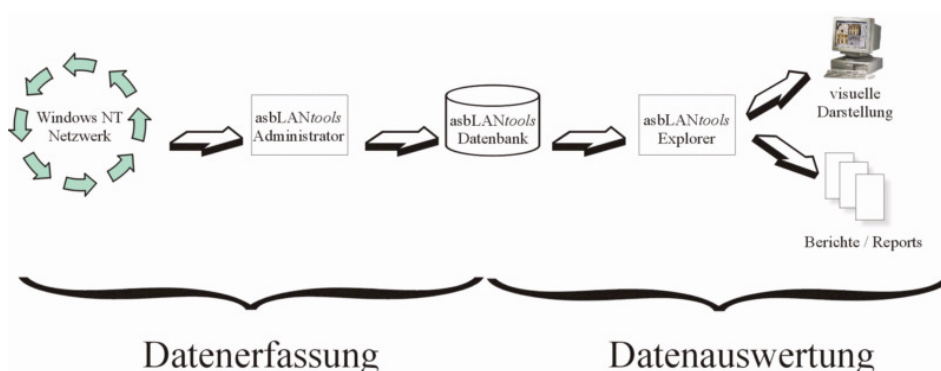 Windows NT
Netzwerk
asbLANtools
Administrator
asbLANtools
Datenbank
asbLANtools
Explorer
visuelle
Darstellung
Berichte / Reports
Datenerfassung
Datenauswertung